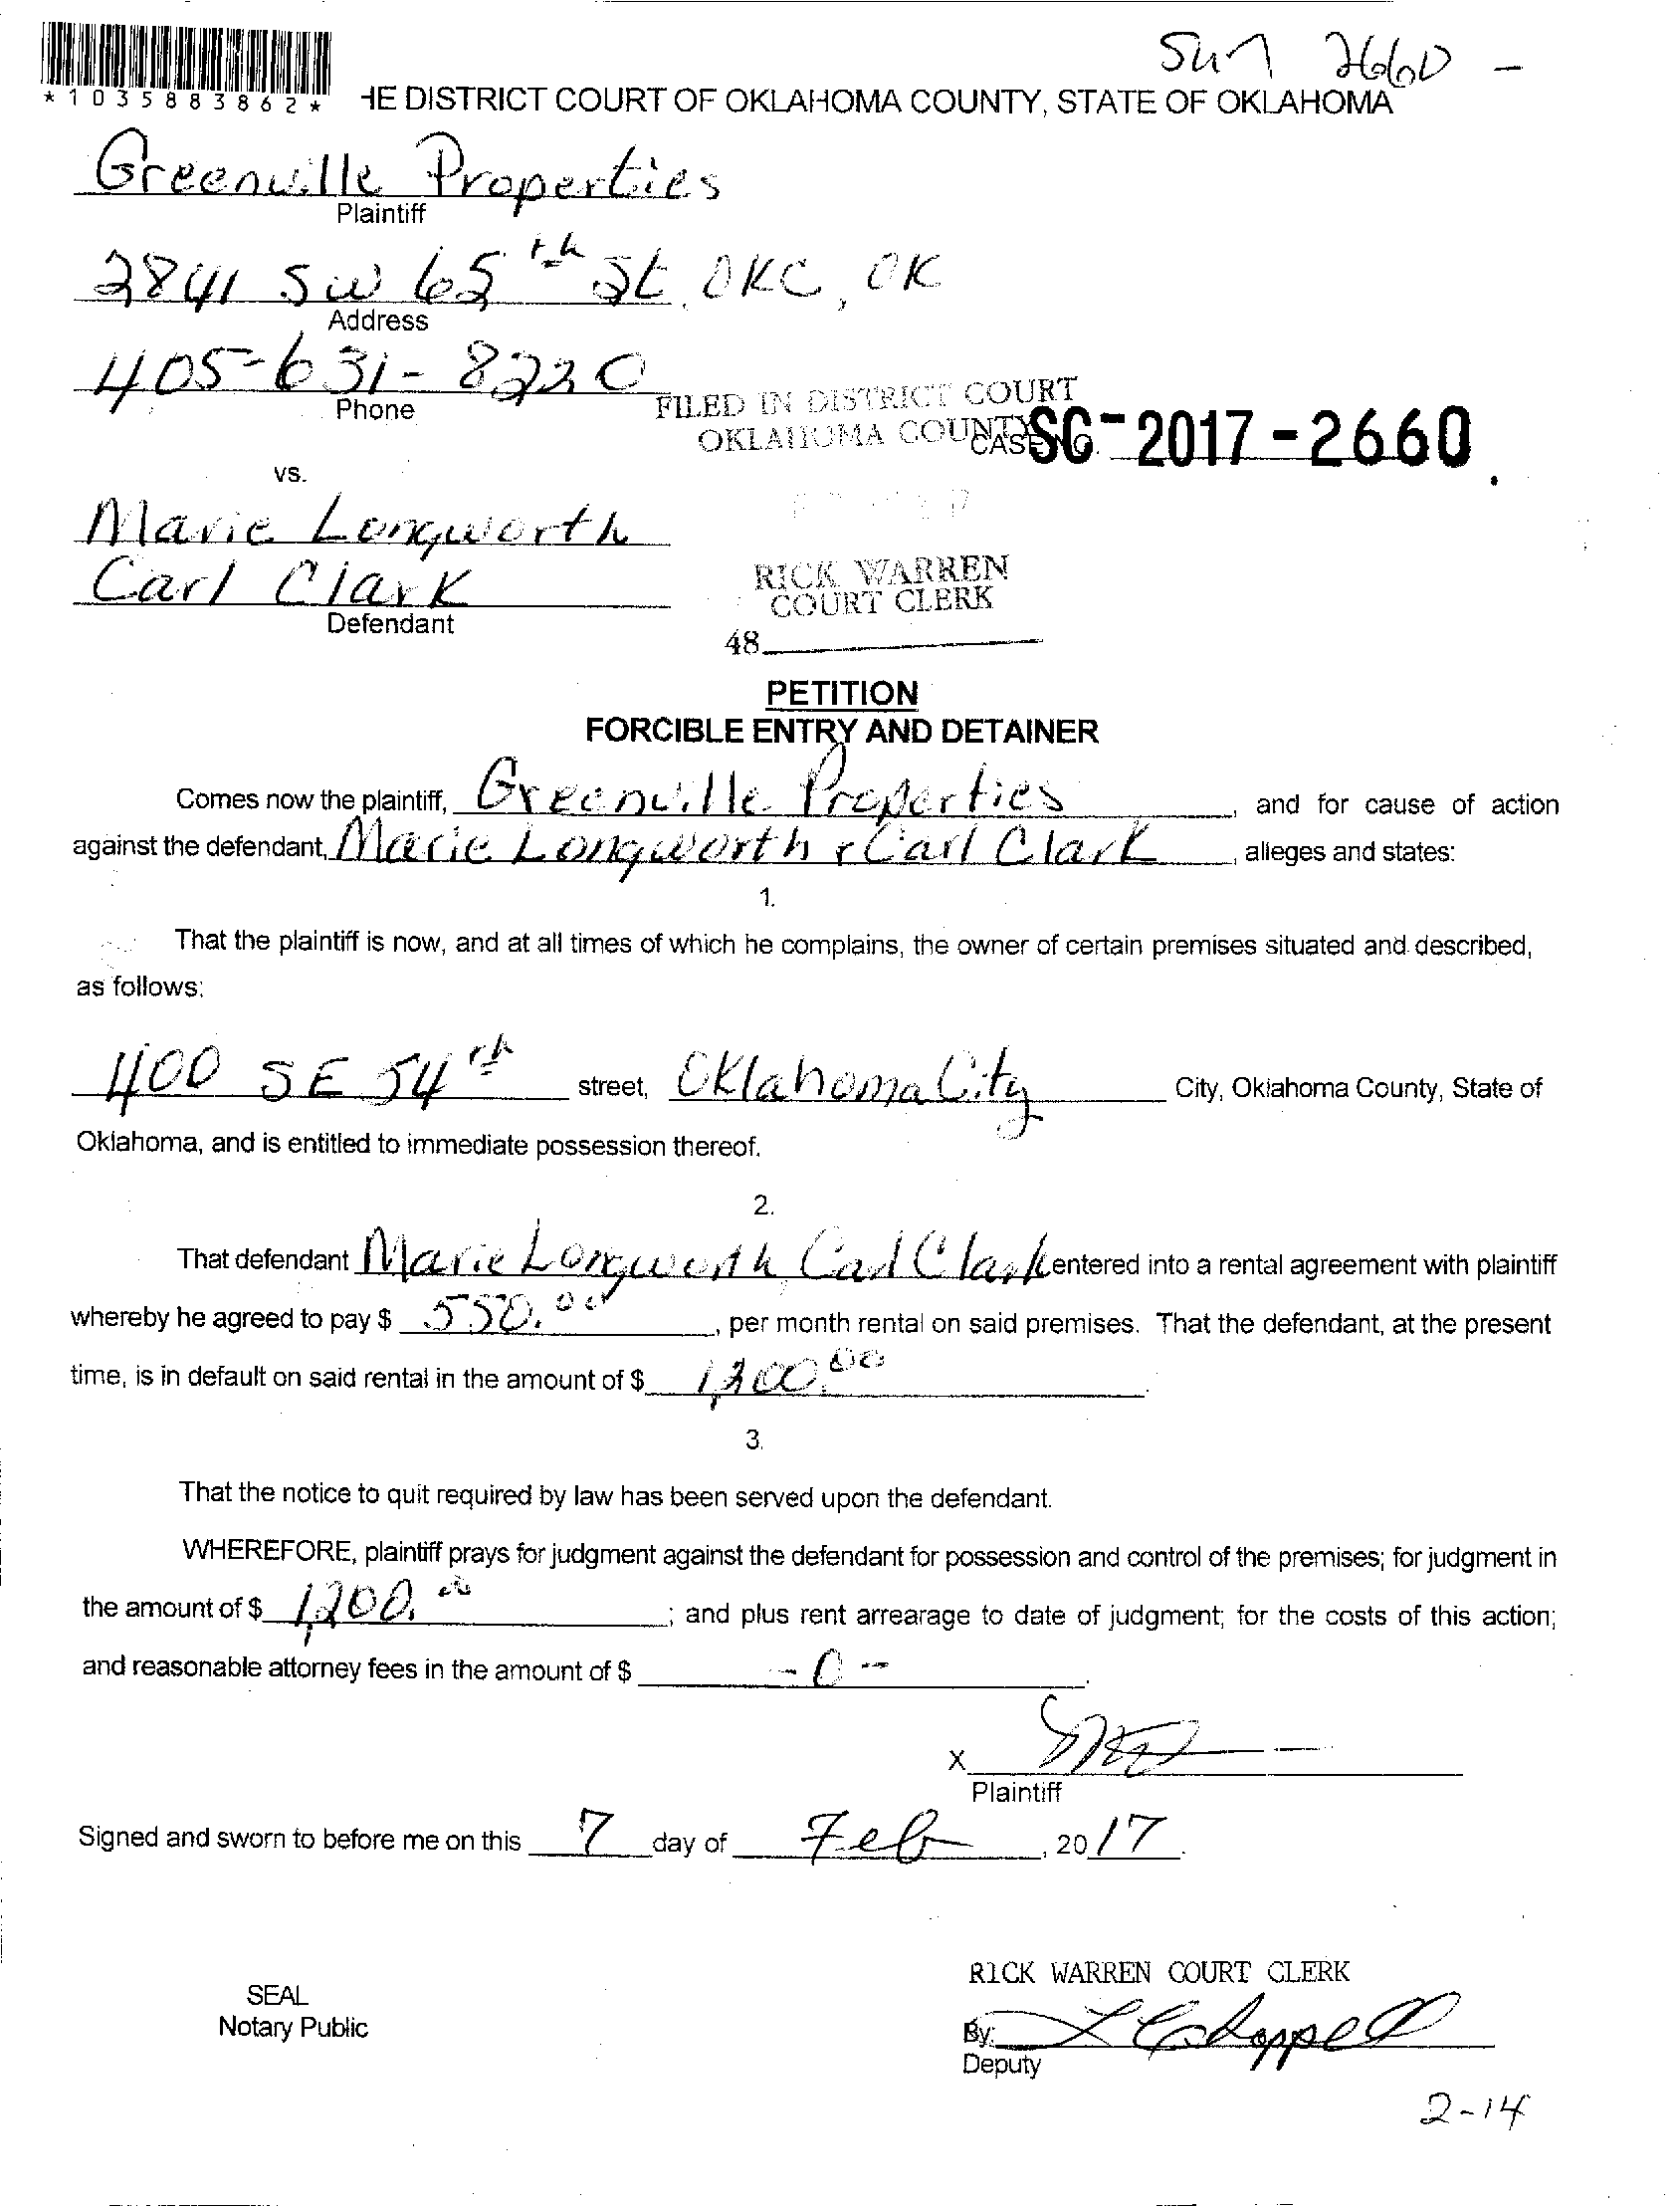 SM 2660 -
*1035883862*
HE DISTRICT COURT OF OKLAHOMA COUNTY, STATE OF OKLAHOMA
Greenville Properties
Plaintiff
2841 SW 65th St, OKC, OK
Address
405-631-8220
Phone
FILED IN DISTRICT COURT
OKLAHOMA COUNTY
CASE NO. SC-2017-2660.
vs.
Marie Longworth
Carl Clark
Defendant
RICK WARREN
COURT CLERK
48
PETITION
FORCIBLE ENTRY AND DETAINER
Comes now the plaintiff, Greenville Properties, and for cause of action
against the defendant, Marie Longworth & Carl Clark, alleges and states:
1.
That the plaintiff is now, and at all times of which he complains, the owner of certain premises situated and described,
as follows:
400 SE 54th street, Oklahoma City City, Oklahoma County, State of
Oklahoma, and is entitled to immediate possession thereof.
2.
That defendant Marie Longworth Carl Clark entered into a rental agreement with plaintiff
whereby he agreed to pay $ 550.00, per month rental on said premises. That the defendant, at the present
time, is in default on said rental in the amount of $ 1,200.00.
3.
That the notice to quit required by law has been served upon the defendant.
WHEREFORE, plaintiff prays for judgment against the defendant for possession and control of the premises; for judgment in
the amount of $ 1,200.00; and plus rent arrearage to date of judgment; for the costs of this action;
and reasonable attorney fees in the amount of $ -0-.
X
Plaintiff
Signed and sworn to before me on this 7 day of Feb, 2017.
RICK WARREN COURT CLERK
SEAL
Notary Public
By: L Chappell
Deputy
2-14